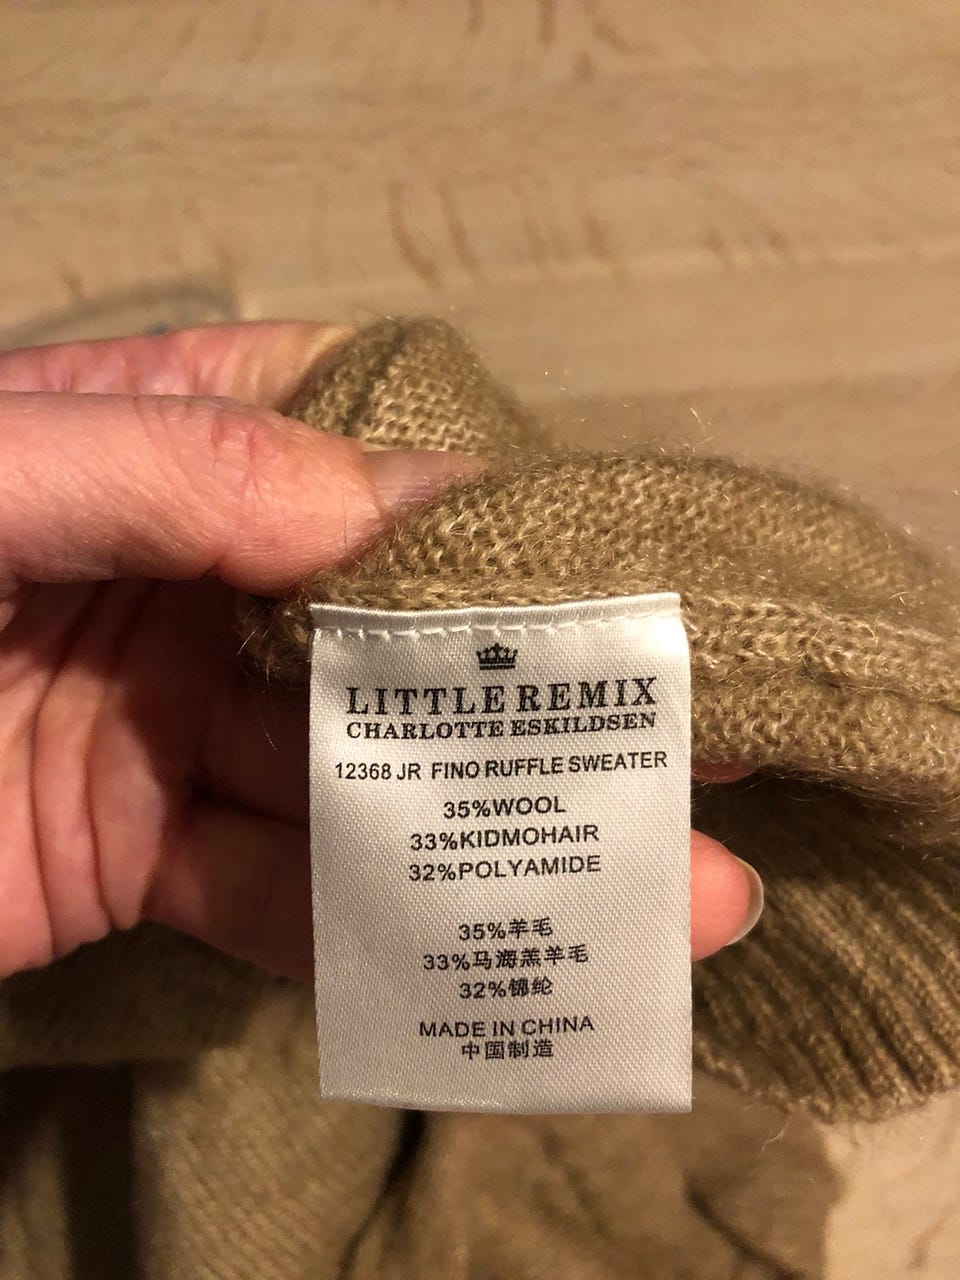 LITTLE REMIX
CHARLOTTE ESKILDSEN
12368 JR FINO RUFFLE SWEATER
35%WOOL
33%KIDMOHAIR
32%POLYAMIDE
35%羊毛
33%马海羔羊毛
32%锦纶
MADE IN CHINA
中国制造